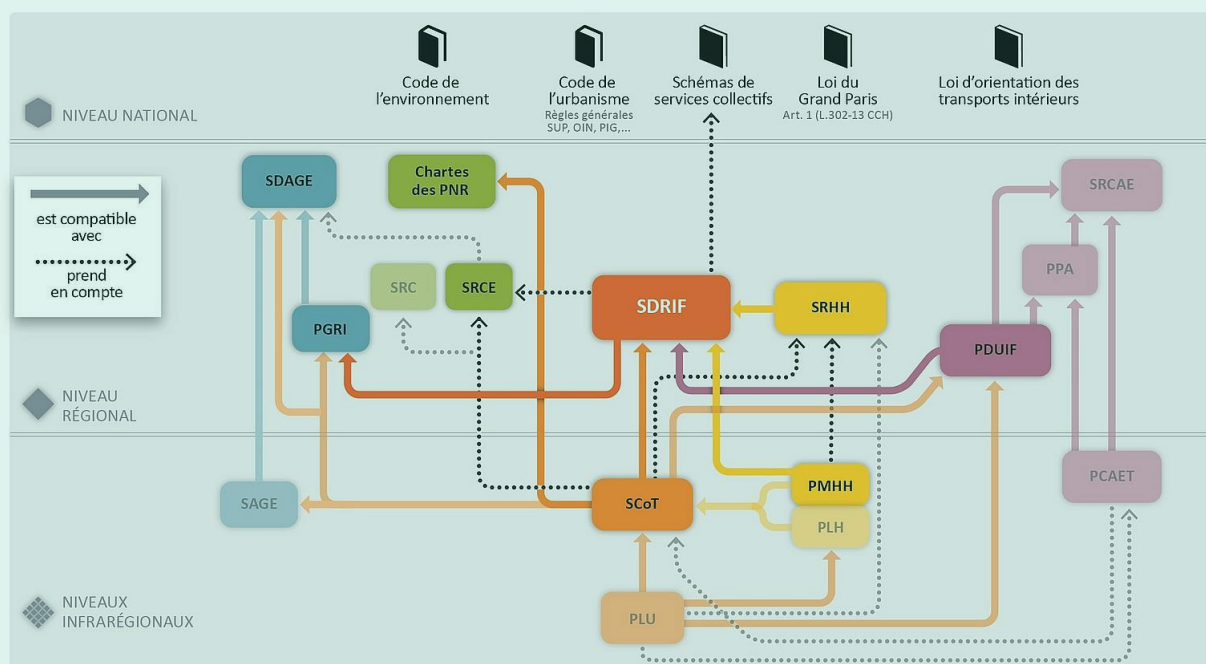 Code de
l'environnement
Code de
l'urbanisme
Règles générales
SUP, OIN, PIG,...
Schémas de
services collectifs
Loi du
Grand Paris
Art. 1 (L.302-13 CCH)
Loi d'orientation des
transports intérieurs
NIVEAU NATIONAL
est compatible
avec
prend
en compte
SDAGE
Chartes
des PNR
SRCAE
PPA
SRC
SRCE
SDRIF
SRHH
PGRI
PDUIF
NIVEAU
RÉGIONAL
SAGE
SCoT
PMHH
PLH
PCAET
PLU
NIVEAUX
INFRARÉGIONAUX